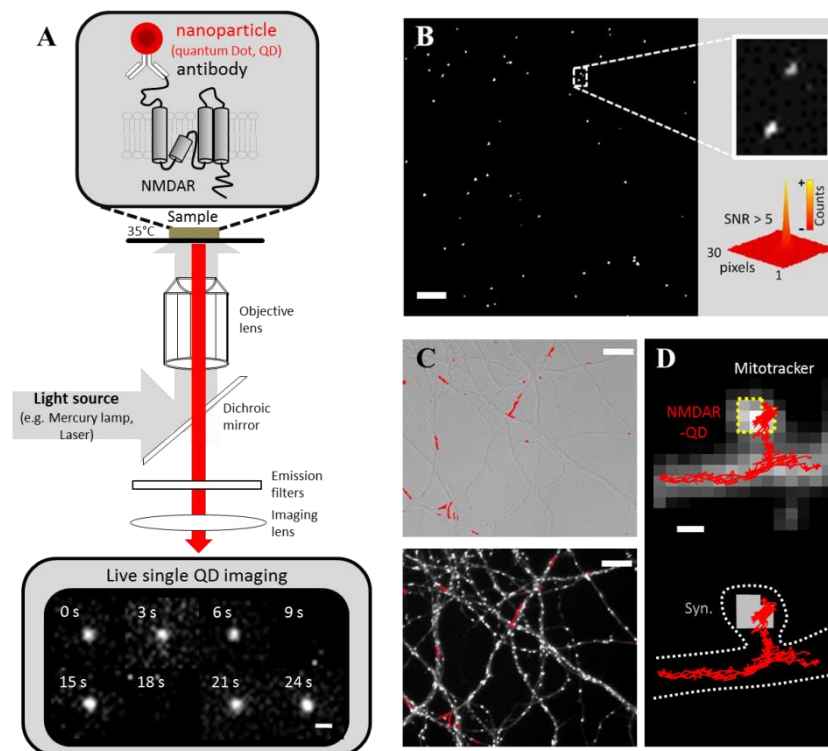 A
nanoparticle
(quantum Dot, QD)
antibody
NMDAR
Sample
35°C
Objective
lens
Light source
(e.g. Mercury lamp,
Laser)
Dichroic
mirror
Emission
filters
Imaging
lens
Live single QD imaging
0 s 3 s 6 s 9 s
15 s 18 s 21 s 24 s
B
+
-
Counts
SNR > 5
30
pixels
1
C
D
Mitotracker
NMDAR
-QD
Syn.